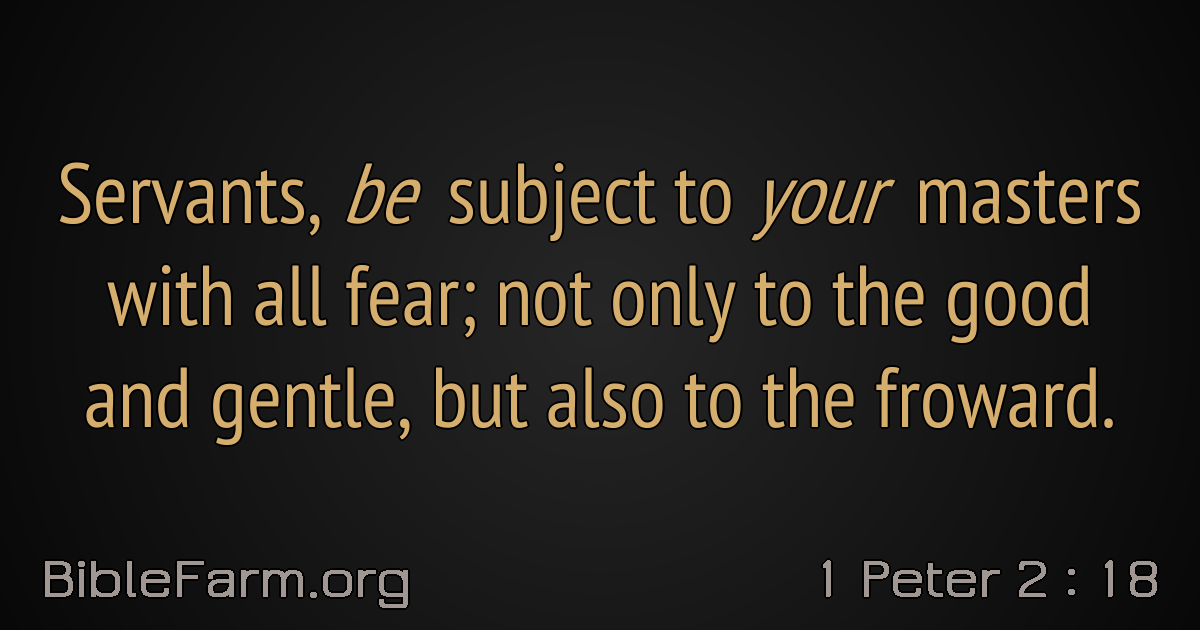 Servants, be subject to your masters
with all fear; not only to the good
and gentle, but also to the froward.
BibleFarm.org
1 Peter 2 : 18